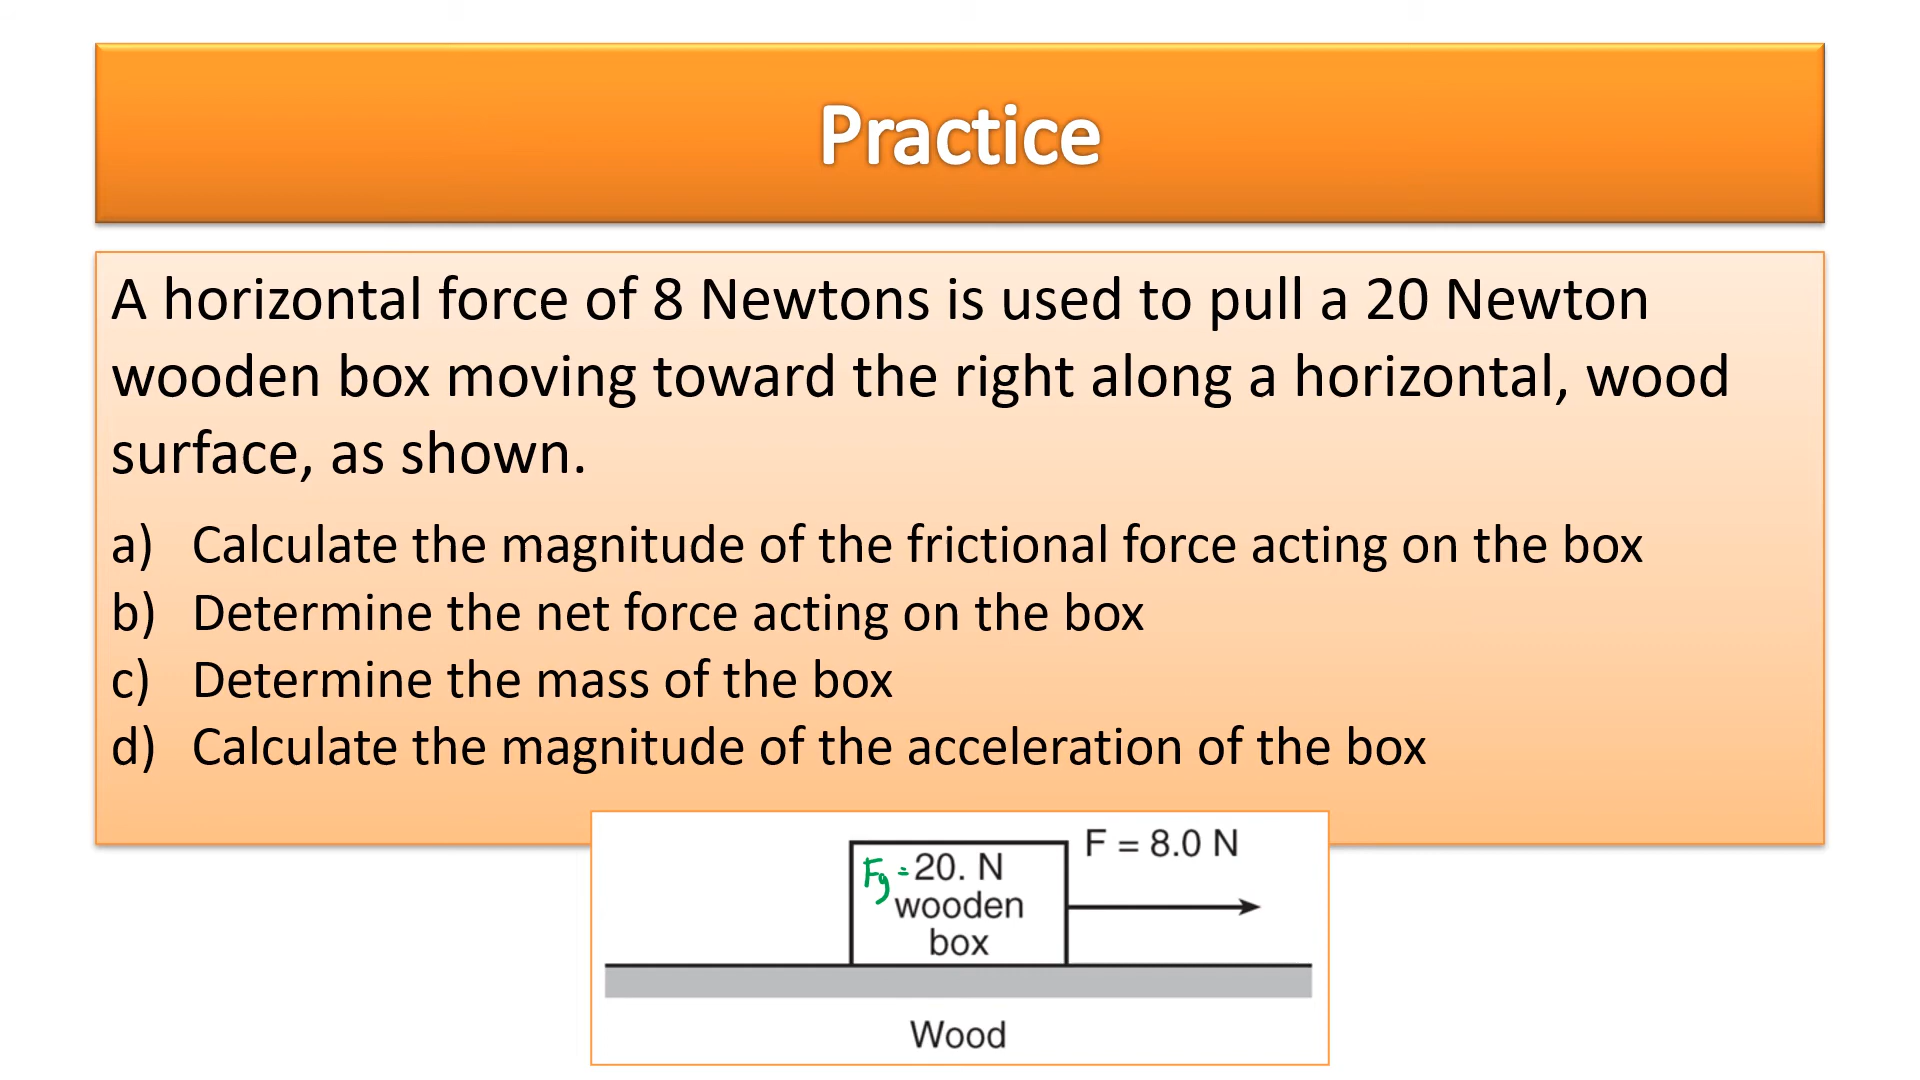 Practice
A horizontal force of 8 Newtons is used to pull a 20 Newton
wooden box moving toward the right along a horizontal, wood
surface, as shown.
a) Calculate the magnitude of the frictional force acting on the box
b) Determine the net force acting on the box
c) Determine the mass of the box
d) Calculate the magnitude of the acceleration of the box
F = 8.0 N
Fg = 20. N
wooden
box
Wood